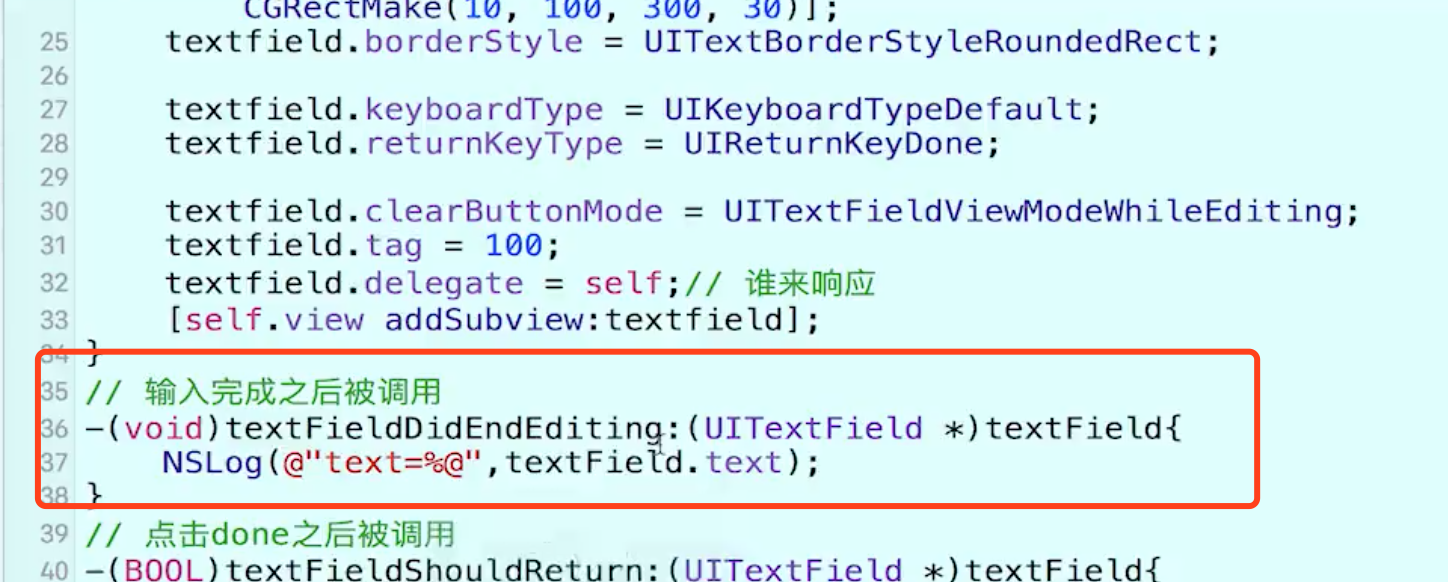 CGRectMake(10, 100, 300, 30)];
25 textfield.borderStyle = UITextBorderStyleRoundedRect;
26
27 textfield.keyboardType = UIKeyboardTypeDefault;
28 textfield.returnKeyType = UIReturnKeyDone;
29
30 textfield.clearButtonMode = UITextFieldViewModeWhileEditing;
31 textfield.tag = 100;
32 textfield.delegate = self;// 谁来响应
33 [self.view addSubview:textfield];
34 }
35 // 输入完成之后被调用
36 -(void)textFieldDidEndEditing:(UITextField *)textField{
37 NSLog(@"text=%@",textField.text);
38 }
39 // 点击done之后被调用
40 -(BOOL)textFieldShouldReturn:(UITextField *)textField{